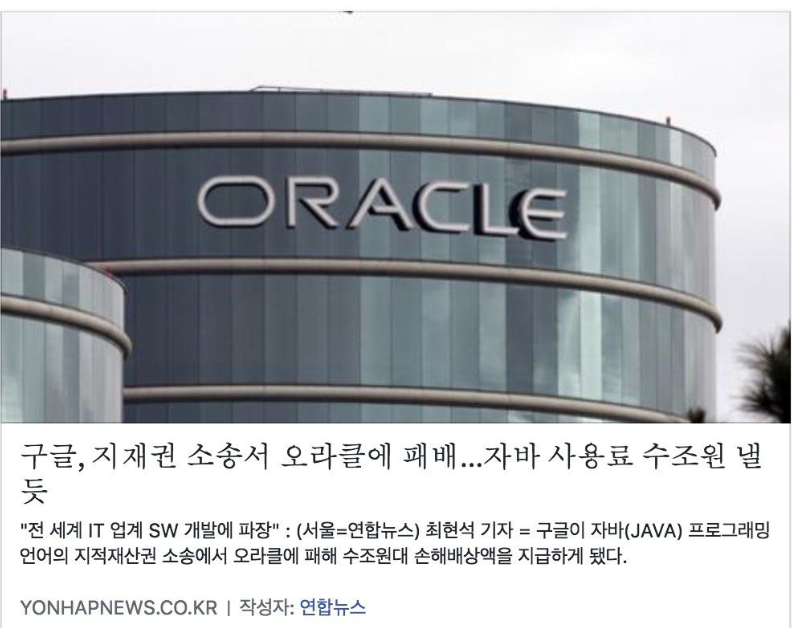 ORACLE
구글, 지재권 소송서 오라클에 패배...자바 사용료 수조원 낼
듯
"전 세계 IT 업계 SW 개발에 파장" : (서울=연합뉴스) 최현석 기자 = 구글이 자바(JAVA) 프로그래밍
언어의 지적재산권 소송에서 오라클에 패해 수조원대 손해배상액을 지급하게 됐다.
YONHAPNEWS.CO.KR | 작성자: 연합뉴스